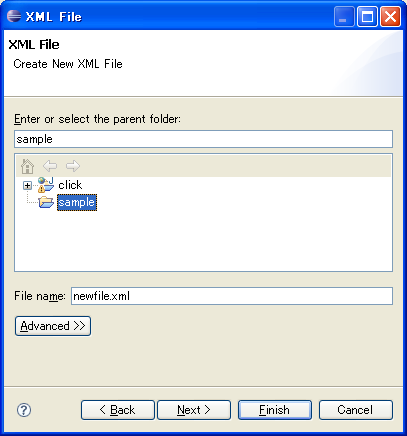 XML File
XML File
Create New XML File
Enter or select the parent folder:
sample
click
sample
File name: newfile.xml
Advanced >>
? < Back Next > Finish Cancel